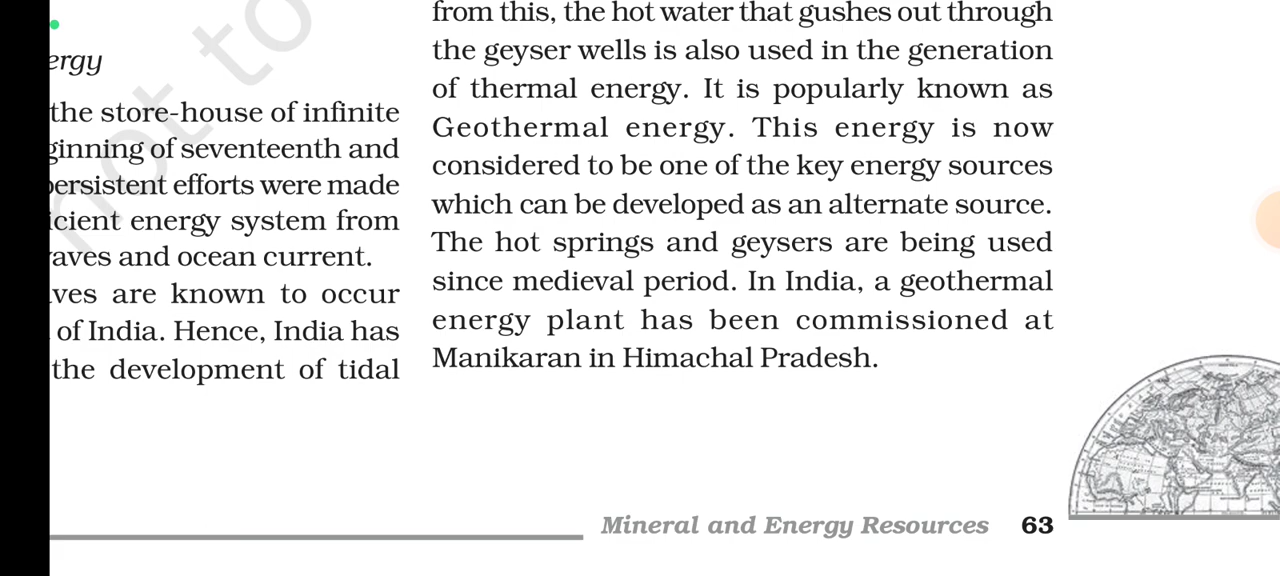 ergy
the store-house of infinite
ginning of seventeenth and
persistent efforts were made
icient energy system from
aves and ocean current.
ves are known to occur
of India. Hence, India has
the development of tidal
from this, the hot water that gushes out through
the geyser wells is also used in the generation
of thermal energy. It is popularly known as
Geothermal energy. This energy is now
considered to be one of the key energy sources
which can be developed as an alternate source.
The hot springs and geysers are being used
since medieval period. In India, a geothermal
energy plant has been commissioned at
Manikaran in Himachal Pradesh.
not to
Mineral and Energy Resources 63